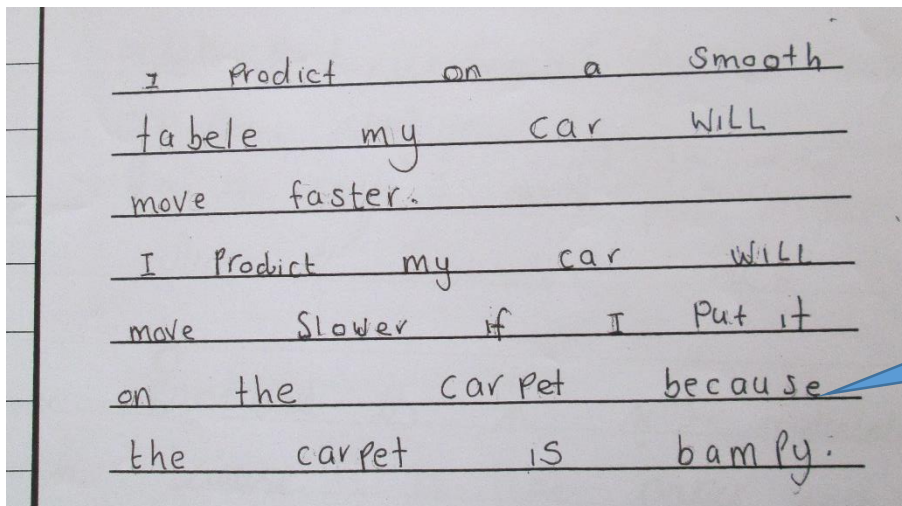 I Prodict on a Smooth
tabele my car WiLL
move faster.
I Prodict my car WiLL
move Slower if I Put it
on the carpet because
the carpet is bampy.